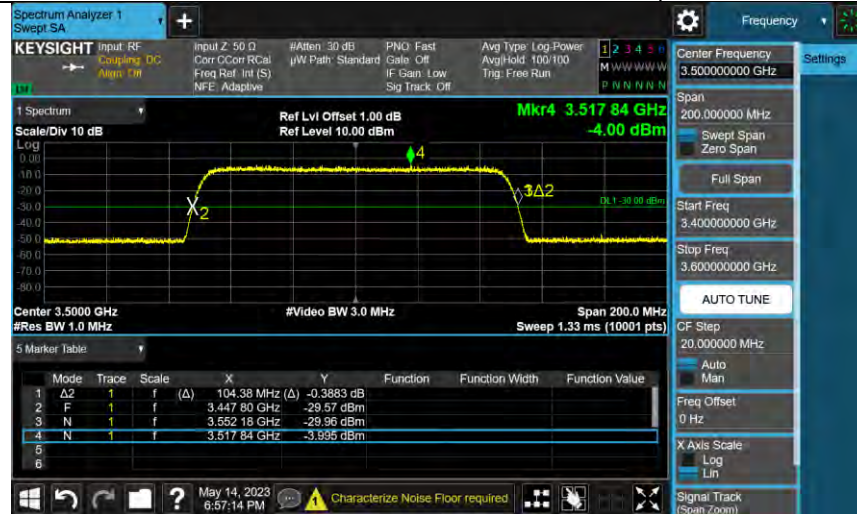 Spectrum Analyzer 1
Swept SA
+
Frequency
KEYSIGHT
Input: RF
Coupling: DC
Align: Off
Input Z: 50 Ω
Corr CCorr RCal
Freq Ref: Int (S)
NFE: Adaptive
#Atten: 30 dB
µW Path: Standard
PNO: Fast
Gate: Off
IF Gain: Low
Sig Track: Off
Avg Type: Log-Power
Avg|Hold: 100/100
Trig: Free Run
1 2 3 4 5 6
M W W W W W
P N N N N N
LM
1 Spectrum
Scale/Div 10 dB
Log
Ref Lvl Offset 1.00 dB
Ref Level 10.00 dBm
Mkr4 3.517 84 GHz
-4.00 dBm
0.00
-10.0
-20.0
-30.0
-40.0
-50.0
-60.0
-70.0
-80.0
4
2
3Δ2
DL1 -30.00 dBm
Center 3.5000 GHz
#Res BW 1.0 MHz
#Video BW 3.0 MHz
Span 200.0 MHz
Sweep 1.33 ms (10001 pts)
5 Marker Table
Mode Trace Scale X Y Function Function Width Function Value
1 Δ2 1 f (Δ) 104.38 MHz (Δ) -0.3883 dB
2 F 1 f 3.447 80 GHz -29.57 dBm
3 N 1 f 3.552 18 GHz -29.96 dBm
4 N 1 f 3.517 84 GHz -3.995 dBm
5
6
?
May 14, 2023
6:57:14 PM
1
Characterize Noise Floor required
Settings
Center Frequency
3.500000000 GHz
Span
200.000000 MHz
Swept Span
Zero Span
Full Span
Start Freq
3.400000000 GHz
Stop Freq
3.600000000 GHz
AUTO TUNE
CF Step
20.000000 MHz
Auto
Man
Freq Offset
0 Hz
X Axis Scale
Log
Lin
Signal Track
(Span Zoom)